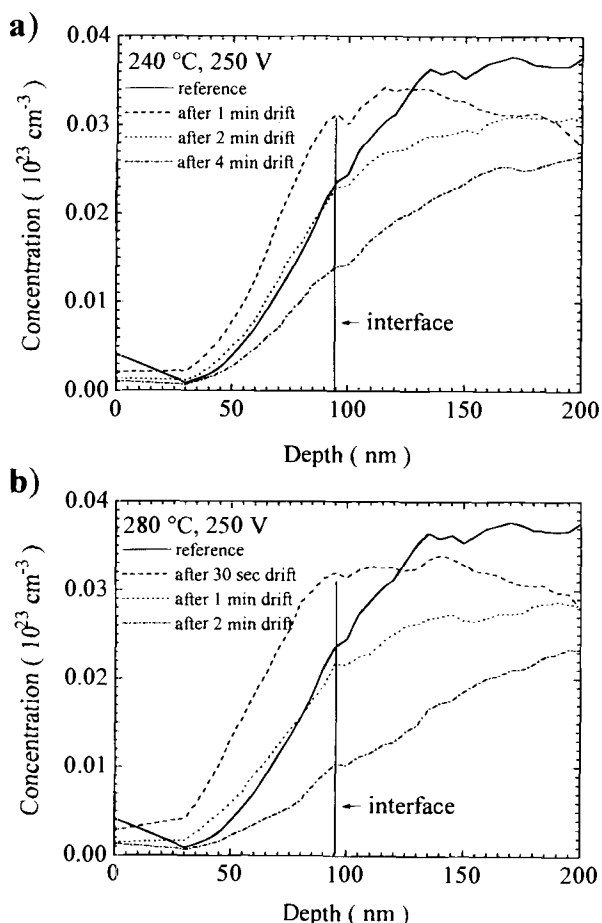 a)
240 °C, 250 V
reference
after 1 min drift
after 2 min drift
after 4 min drift
interface
0.04
0.03
0.02
0.01
0.00
Concentration ( 10²³ cm⁻³ )
0 50 100 150 200
Depth ( nm )
b)
280 °C, 250 V
reference
after 30 sec drift
after 1 min drift
after 2 min drift
interface
0.04
0.03
0.02
0.01
0.00
Concentration ( 10²³ cm⁻³ )
0 50 100 150 200
Depth ( nm )